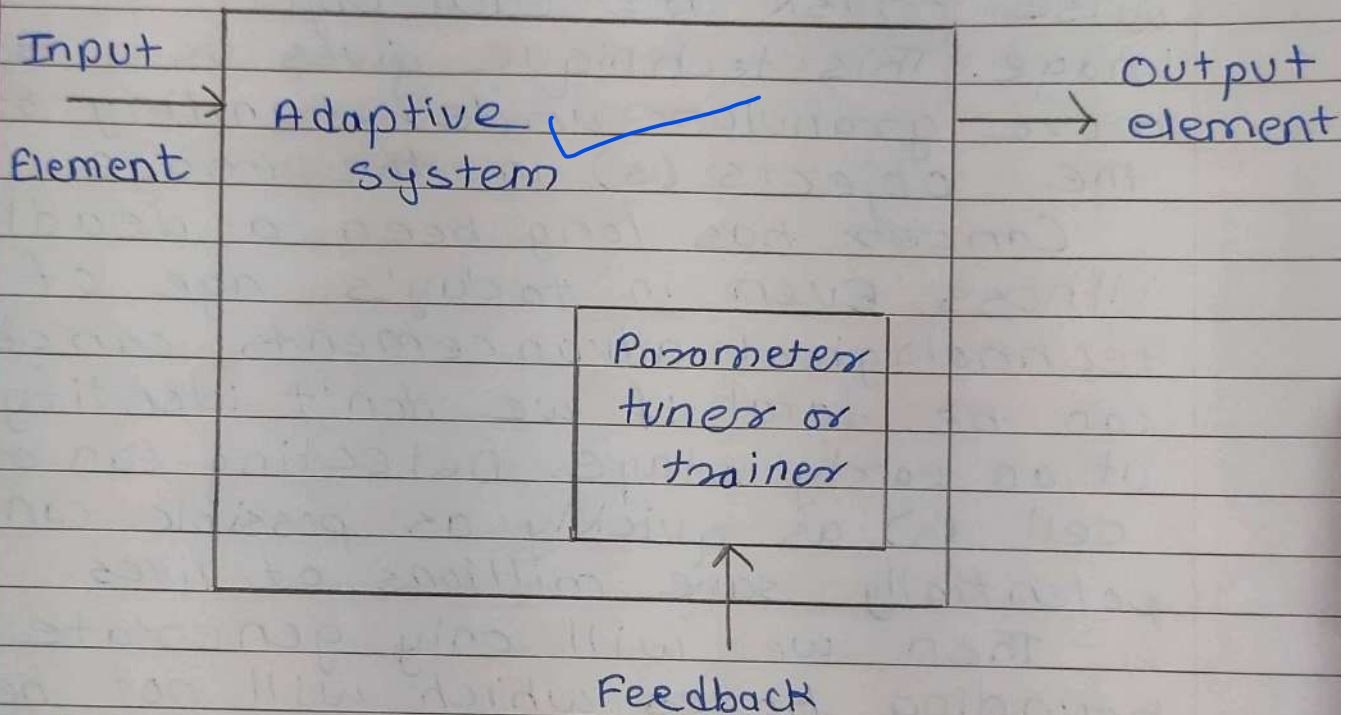 Input
Element
Adaptive
system
Output
element
Parameter
tuner or
trainer
Feedback